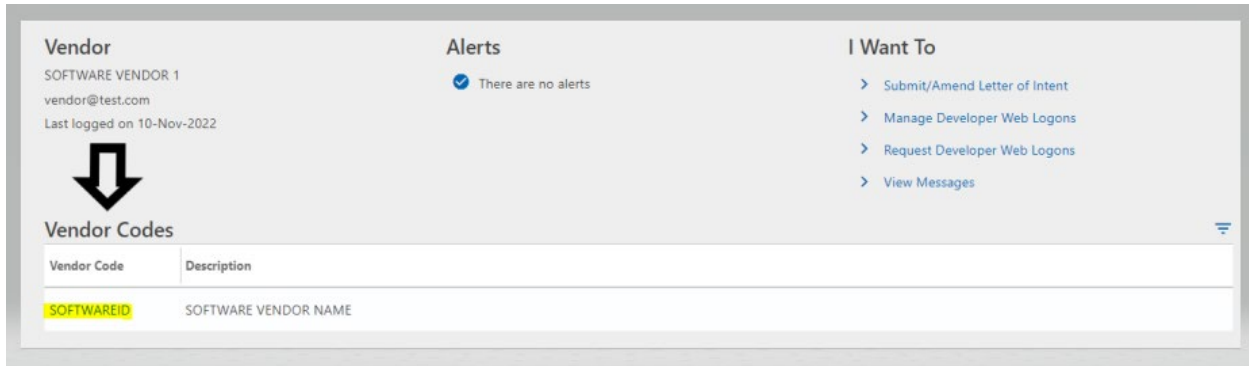 Vendor
SOFTWARE VENDOR 1
vendor@test.com
Last logged on 10-Nov-2022
Alerts
There are no alerts
I Want To
Submit/Amend Letter of Intent
Manage Developer Web Logons
Request Developer Web Logons
View Messages
Vendor Codes
Vendor Code Description
SOFTWAREID SOFTWARE VENDOR NAME